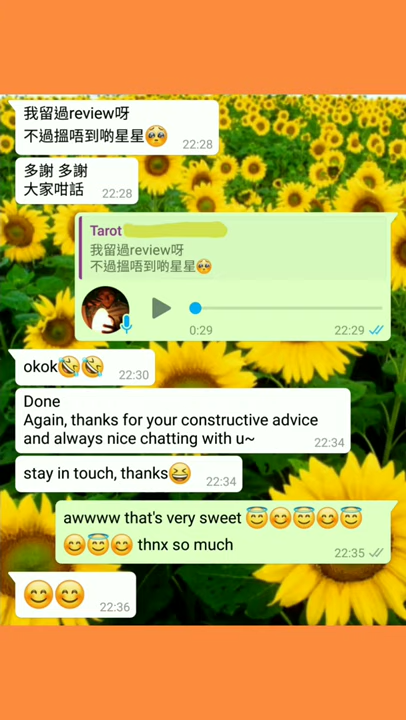 我留過review呀
不過搵唔到啲星星🥺
22:28
多謝 多謝
大家咁話
22:28
Tarot
我留過review呀
不過搵唔到啲星星🥺
0:29
22:29
okok🤣🤣
22:30
Done
Again, thanks for your constructive advice
and always nice chatting with u~
22:34
stay in touch, thanks😆
22:34
awwww that's very sweet 😇😊😇😊😇
😊😇😊 thnx so much
22:35
😊😊
22:36